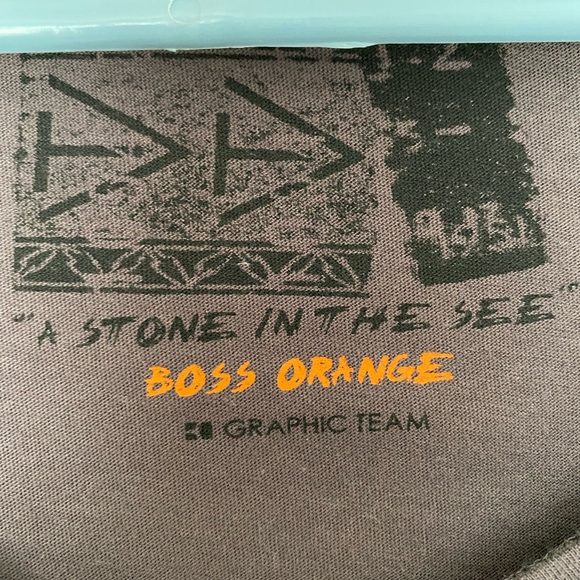 "A STONE IN THE SEE"
BOSS ORANGE
GRAPHIC TEAM